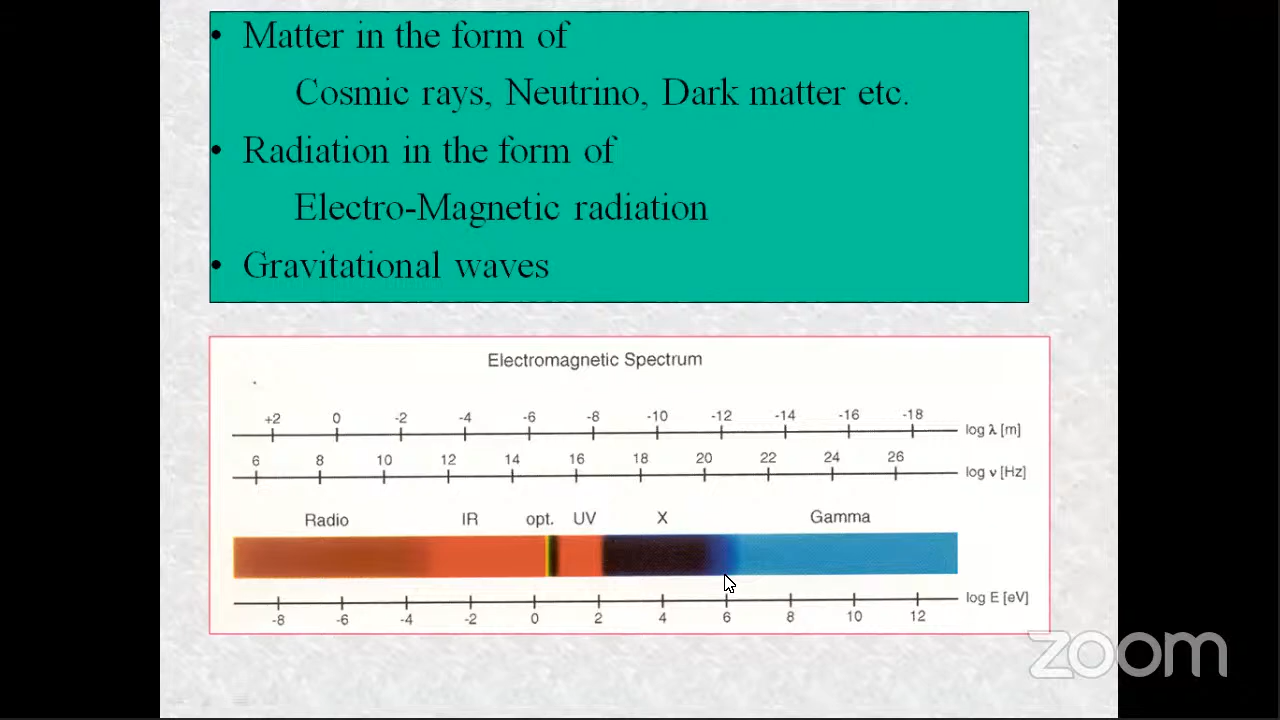 • Matter in the form of
Cosmic rays, Neutrino, Dark matter etc.
• Radiation in the form of
Electro-Magnetic radiation
• Gravitational waves
Electromagnetic Spectrum
+2 0 -2 -4 -6 -8 -10 -12 -14 -16 -18 log λ [m]
6 8 10 12 14 16 18 20 22 24 26 log ν [Hz]
Radio IR opt. UV X Gamma
-8 -6 -4 -2 0 2 4 6 8 10 12 log E [eV]
zoom